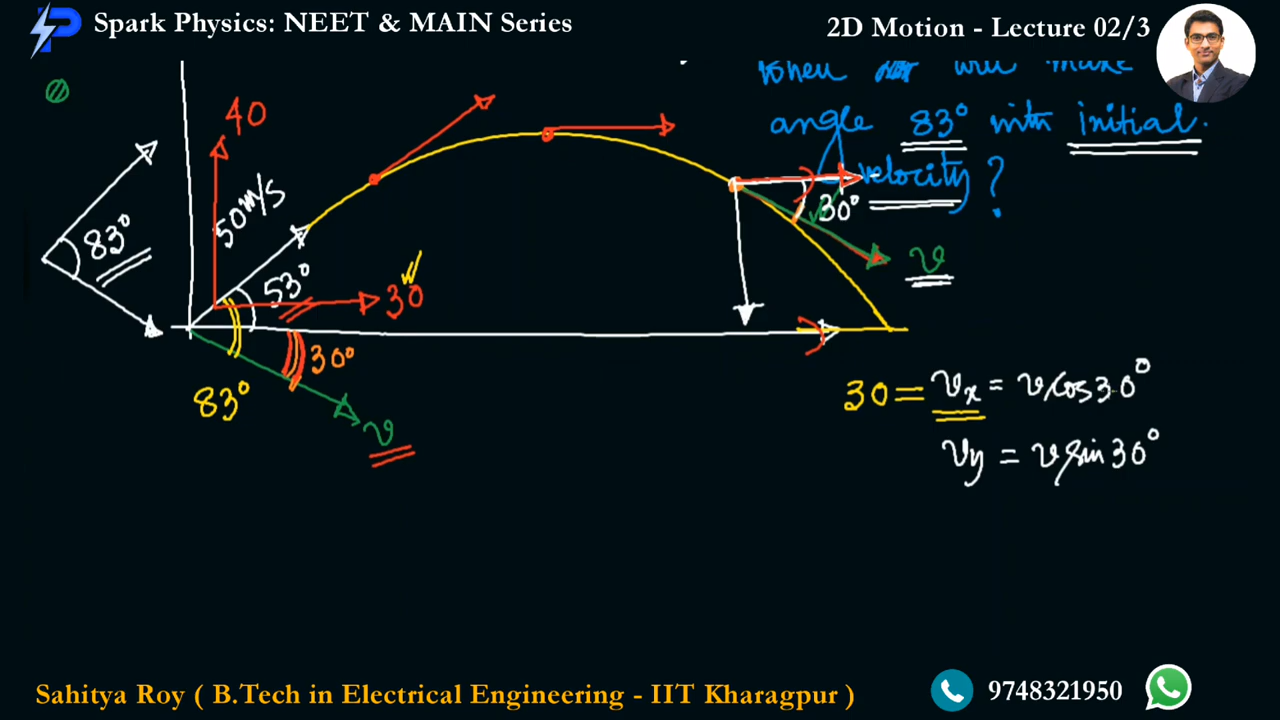 Spark Physics: NEET & MAIN Series
2D Motion - Lecture 02/3
when will make
angle 83° with initial.
velocity?
40
50m/s
83°
53°
30
30°
v
30°
83°
v
30 = vx = v cos 30°
vy = v sin 30°
Sahitya Roy ( B.Tech in Electrical Engineering - IIT Kharagpur )
9748321950